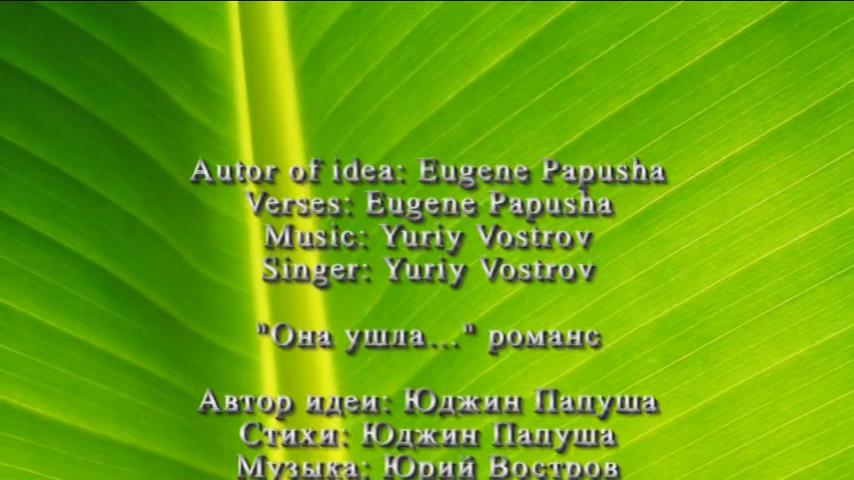 Autor of idea: Eugene Papusha
Verses: Eugene Papusha
Music: Yuriy Vostrov
Singer: Yuriy Vostrov
"Она ушла..." романс
Автор идеи: Юджин Папуша
Стихи: Юджин Папуша
Музыка: Юрий Востров